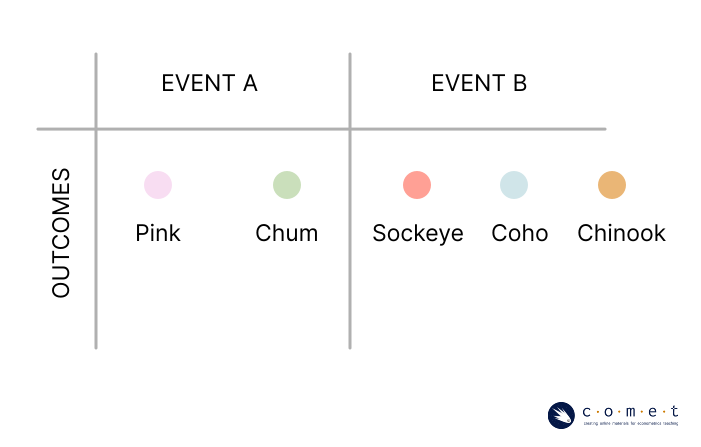 EVENT A
EVENT B
OUTCOMES
Pink
Chum
Sockeye
Coho
Chinook
c·o·m·e·t
creating online materials for econometrics teaching